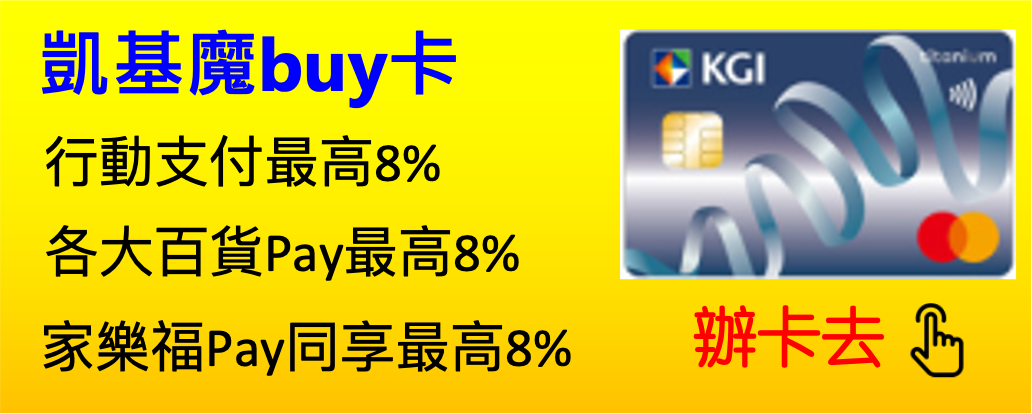 凱基魔buy卡
行動支付最高8%
各大百貨Pay最高8%
家樂福Pay同享最高8%
KGI
titanium
辦卡去